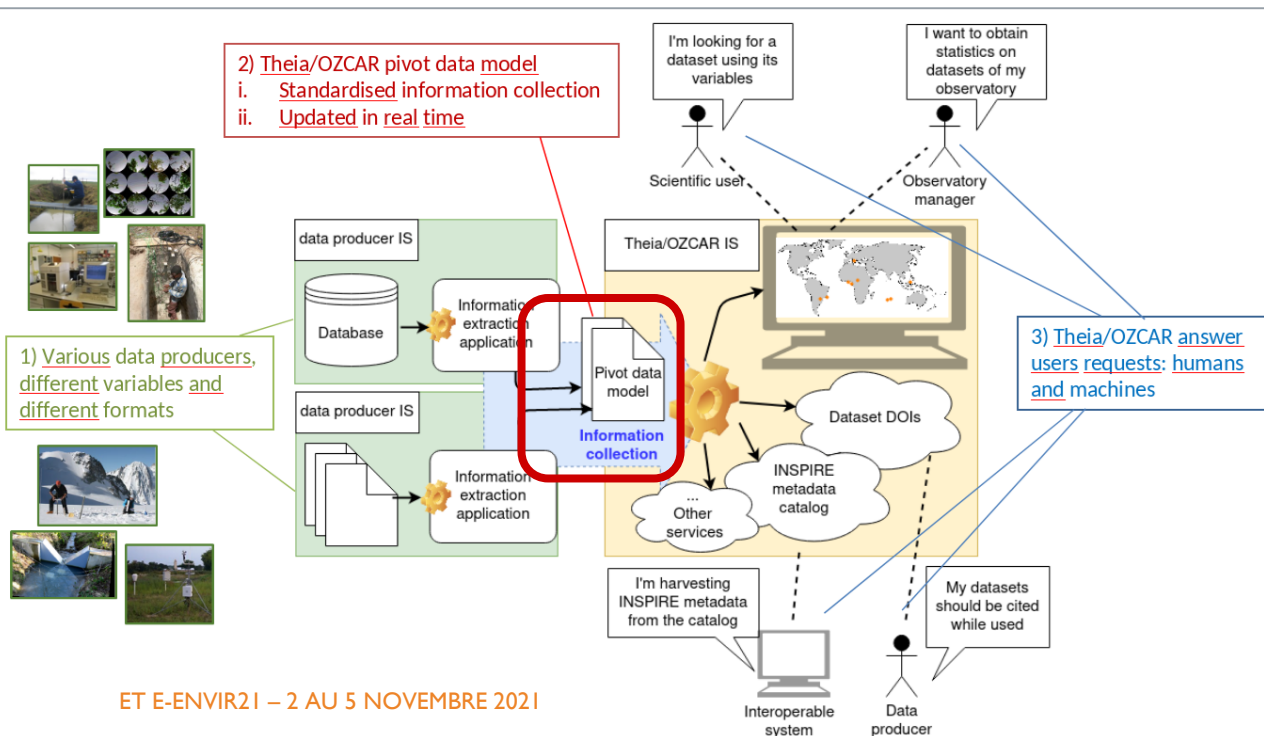 I'm looking for a
dataset using its
variables
I want to obtain
statistics on
datasets of my
observatory
2) Theia/OZCAR pivot data model
i. Standardised information collection
ii. Updated in real time
Scientific user
Observatory
manager
data producer IS
Database
Information
extraction
application
Theia/OZCAR IS
1) Various data producers,
different variables and
different formats
3) Theia/OZCAR answer
users requests: humans
and machines
Pivot data
model
Information
collection
data producer IS
Information
extraction
application
Dataset DOIs
INSPIRE
metadata
catalog
...
Other
services
I'm harvesting
INSPIRE metadata
from the catalog
My datasets
should be cited
while used
Interoperable
system
Data
producer
ET E-ENVIR21 – 2 AU 5 NOVEMBRE 2021